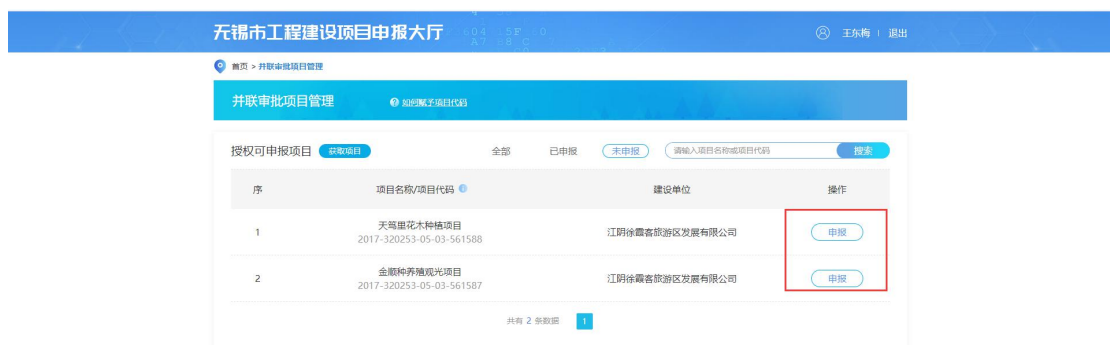 无锡市工程建设项目申报大厅
王东梅 | 退出
首页 > 并联审批项目管理
并联审批项目管理 如何赋予项目代码
授权可申报项目 获取项目 全部 已申报 未申报 请输入项目名称或项目代码 搜索
序 项目名称/项目代码 建设单位 操作
1 天笃里花木种植项目 江阴徐霞客旅游区发展有限公司 申报
2017-320253-05-03-561588
2 金顺种养殖观光项目 江阴徐霞客旅游区发展有限公司 申报
2017-320253-05-03-561587
共有 2 条数据 1